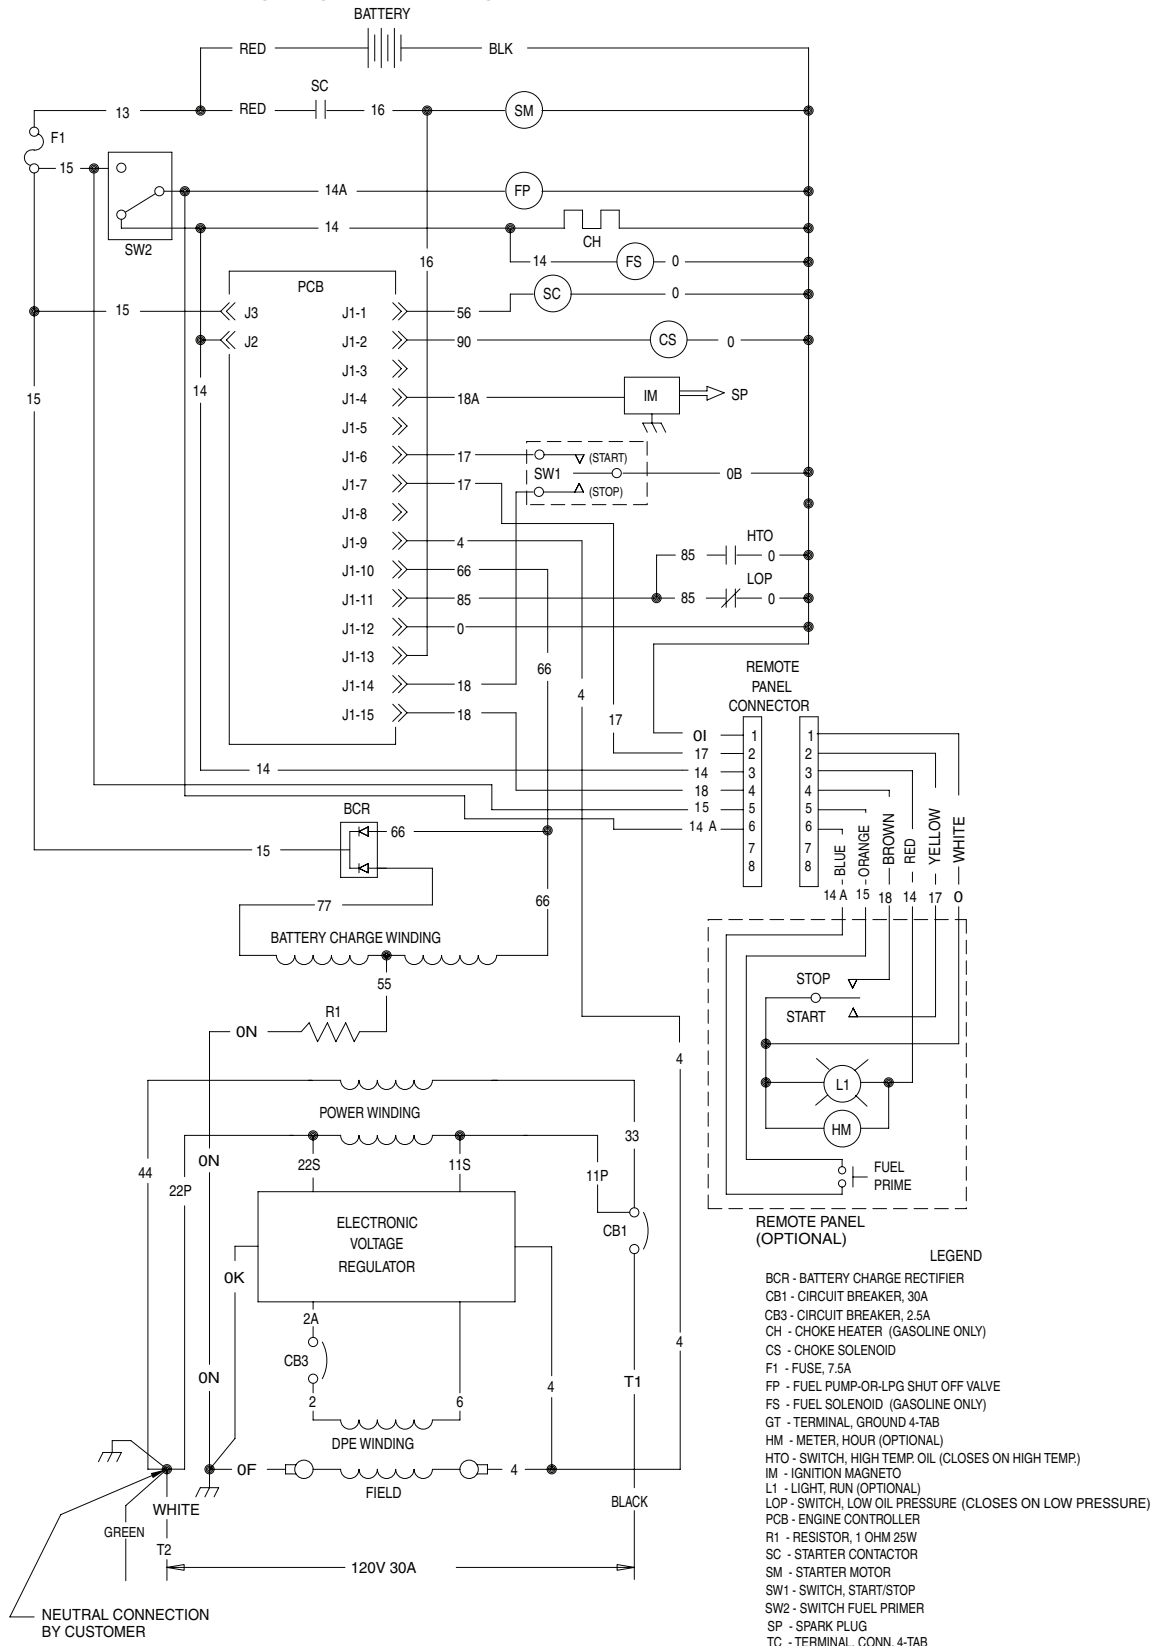 BATTERY
RED
BLK
SC
13
RED
16
SM
F1
15
14A
FP
14
CH
SW2
16
14
FS
0
PCB
SC
0
15
J3
J1-1
56
J2
J1-2
90
CS
0
J1-3
14
15
J1-4
18A
IM
SP
J1-5
J1-6
17
(START)
SW1
0B
J1-7
17
(STOP)
J1-8
HTO
J1-9
4
85
0
J1-10
66
LOP
J1-11
85
85
0
J1-12
0
J1-13
66
4
REMOTE
PANEL
CONNECTOR
J1-14
18
J1-15
18
17
0I
1
1
17
2
2
14
14
3
3
18
4
4
15
5
5
14 A
6
6
7
7
8
8
BCR
66
15
BLUE
ORANGE
BROWN
RED
YELLOW
WHITE
14 A
15
18
14
17
0
77
66
BATTERY CHARGE WINDING
55
STOP
START
R1
0N
4
L1
POWER WINDING
HM
33
44
0N
22S
11S
22P
11P
FUEL
PRIME
ELECTRONIC
VOLTAGE
REGULATOR
CB1
REMOTE PANEL
(OPTIONAL)
0K
2A
CB3
4
0N
T1
2
6
4
DPE WINDING
0F
4
FIELD
WHITE
BLACK
GREEN
T2
120V 30A
NEUTRAL CONNECTION
BY CUSTOMER
LEGEND
BCR - BATTERY CHARGE RECTIFIER
CB1 - CIRCUIT BREAKER, 30A
CB3 - CIRCUIT BREAKER, 2.5A
CH - CHOKE HEATER (GASOLINE ONLY)
CS - CHOKE SOLENOID
F1 - FUSE, 7.5A
FP - FUEL PUMP-OR-LPG SHUT OFF VALVE
FS - FUEL SOLENOID (GASOLINE ONLY)
GT - TERMINAL, GROUND 4-TAB
HM - METER, HOUR (OPTIONAL)
HTO - SWITCH, HIGH TEMP. OIL (CLOSES ON HIGH TEMP.)
IM - IGNITION MAGNETO
L1 - LIGHT, RUN (OPTIONAL)
LOP - SWITCH, LOW OIL PRESSURE (CLOSES ON LOW PRESSURE)
PCB - ENGINE CONTROLLER
R1 - RESISTOR, 1 OHM 25W
SC - STARTER CONTACTOR
SM - STARTER MOTOR
SW1 - SWITCH, START/STOP
SW2 - SWITCH FUEL PRIMER
SP - SPARK PLUG
TC - TERMINAL, CONN. 4-TAB